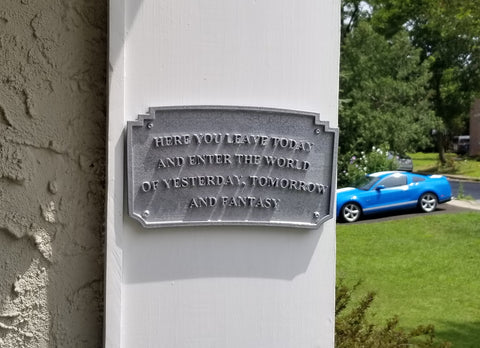 HERE YOU LEAVE TODAY
AND ENTER THE WORLD
OF YESTERDAY, TOMORROW
AND FANTASY